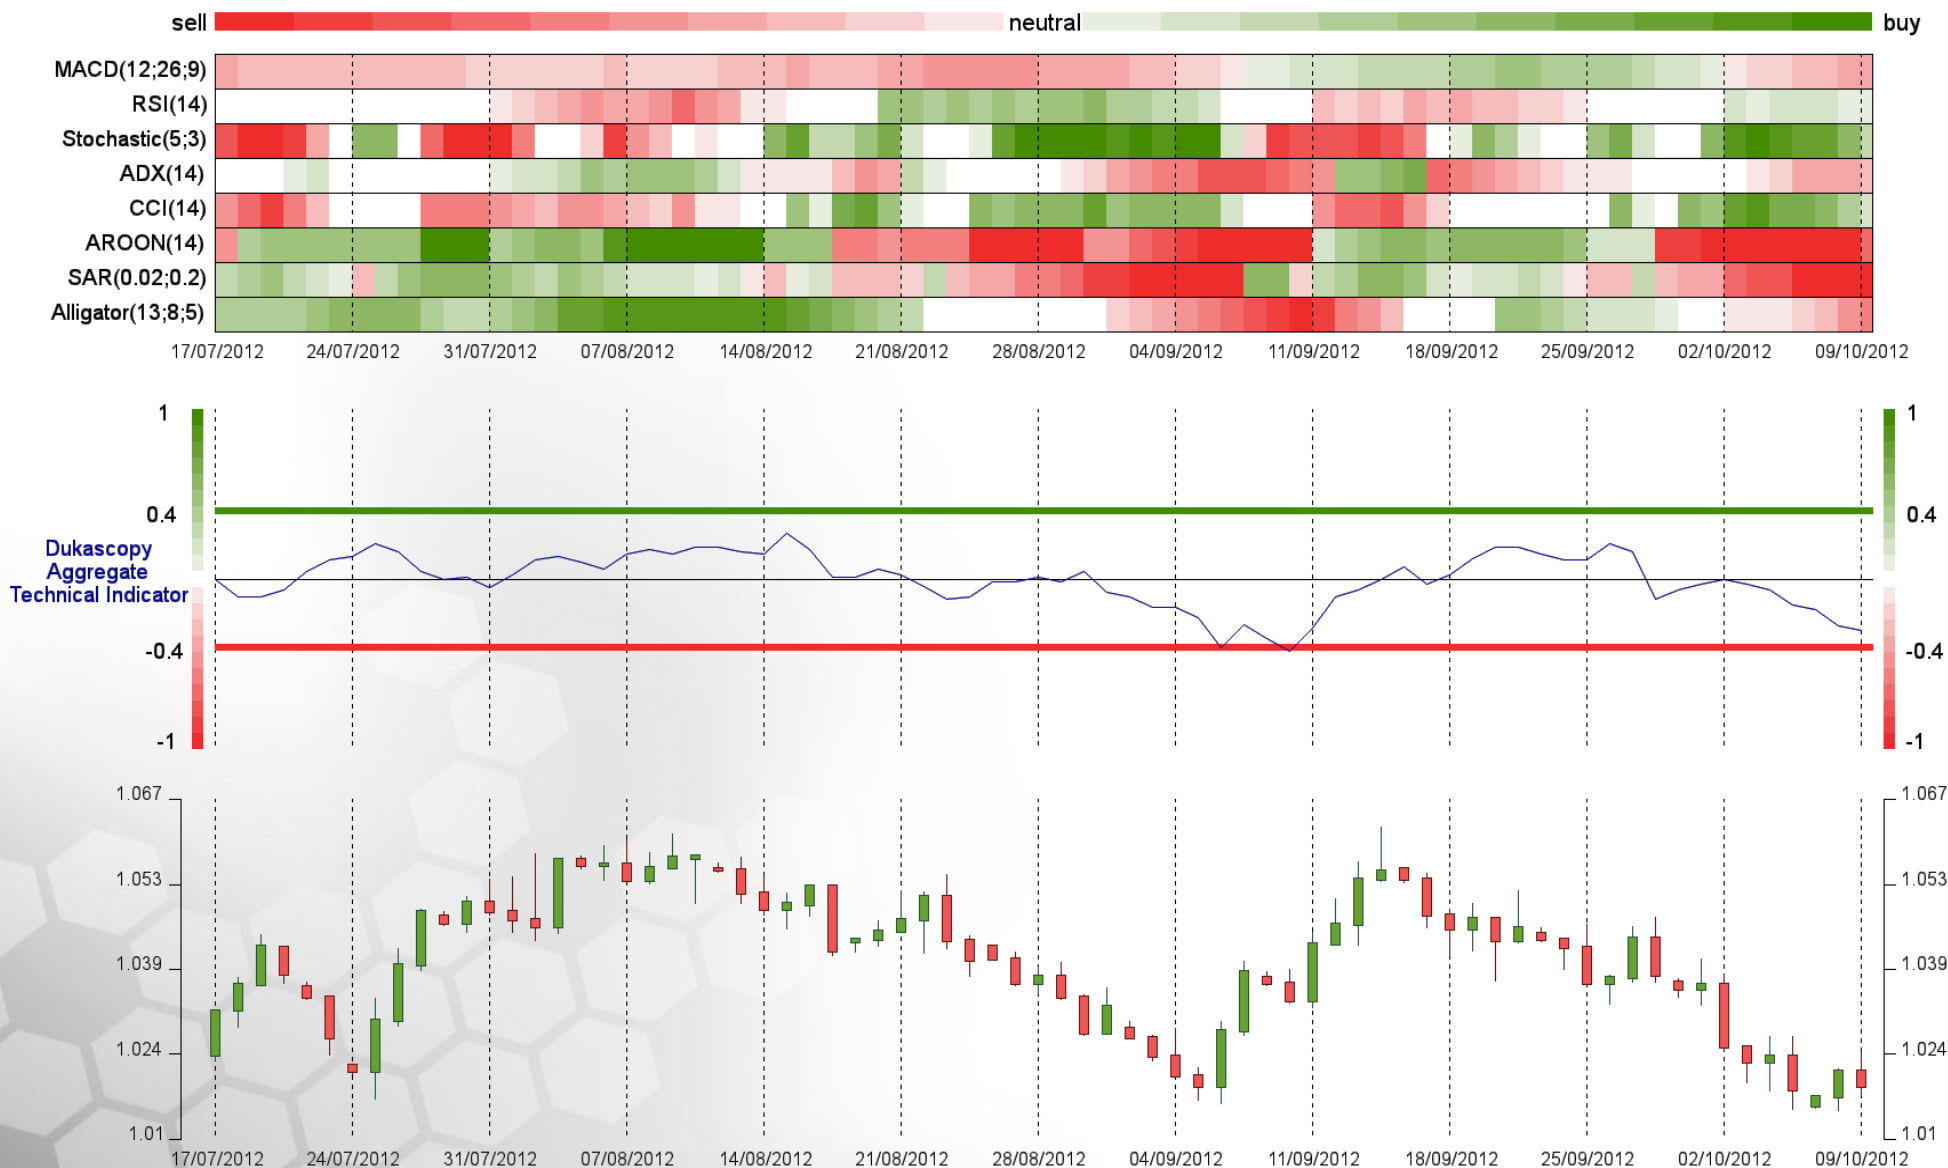 sell neutral buy
MACD(12;26;9)
RSI(14)
Stochastic(5;3)
ADX(14)
CCI(14)
AROON(14)
SAR(0.02;0.2)
Alligator(13;8;5)
17/07/2012 24/07/2012 31/07/2012 07/08/2012 14/08/2012 21/08/2012 28/08/2012 04/09/2012 11/09/2012 18/09/2012 25/09/2012 02/10/2012 09/10/2012
1 1
0.4 0.4
Dukascopy
Aggregate
Technical Indicator
-0.4 -0.4
-1 -1
1.067 1.067
1.053 1.053
1.039 1.039
1.024 1.024
1.01 1.01
17/07/2012 24/07/2012 31/07/2012 07/08/2012 14/08/2012 21/08/2012 28/08/2012 04/09/2012 11/09/2012 18/09/2012 25/09/2012 02/10/2012 09/10/2012